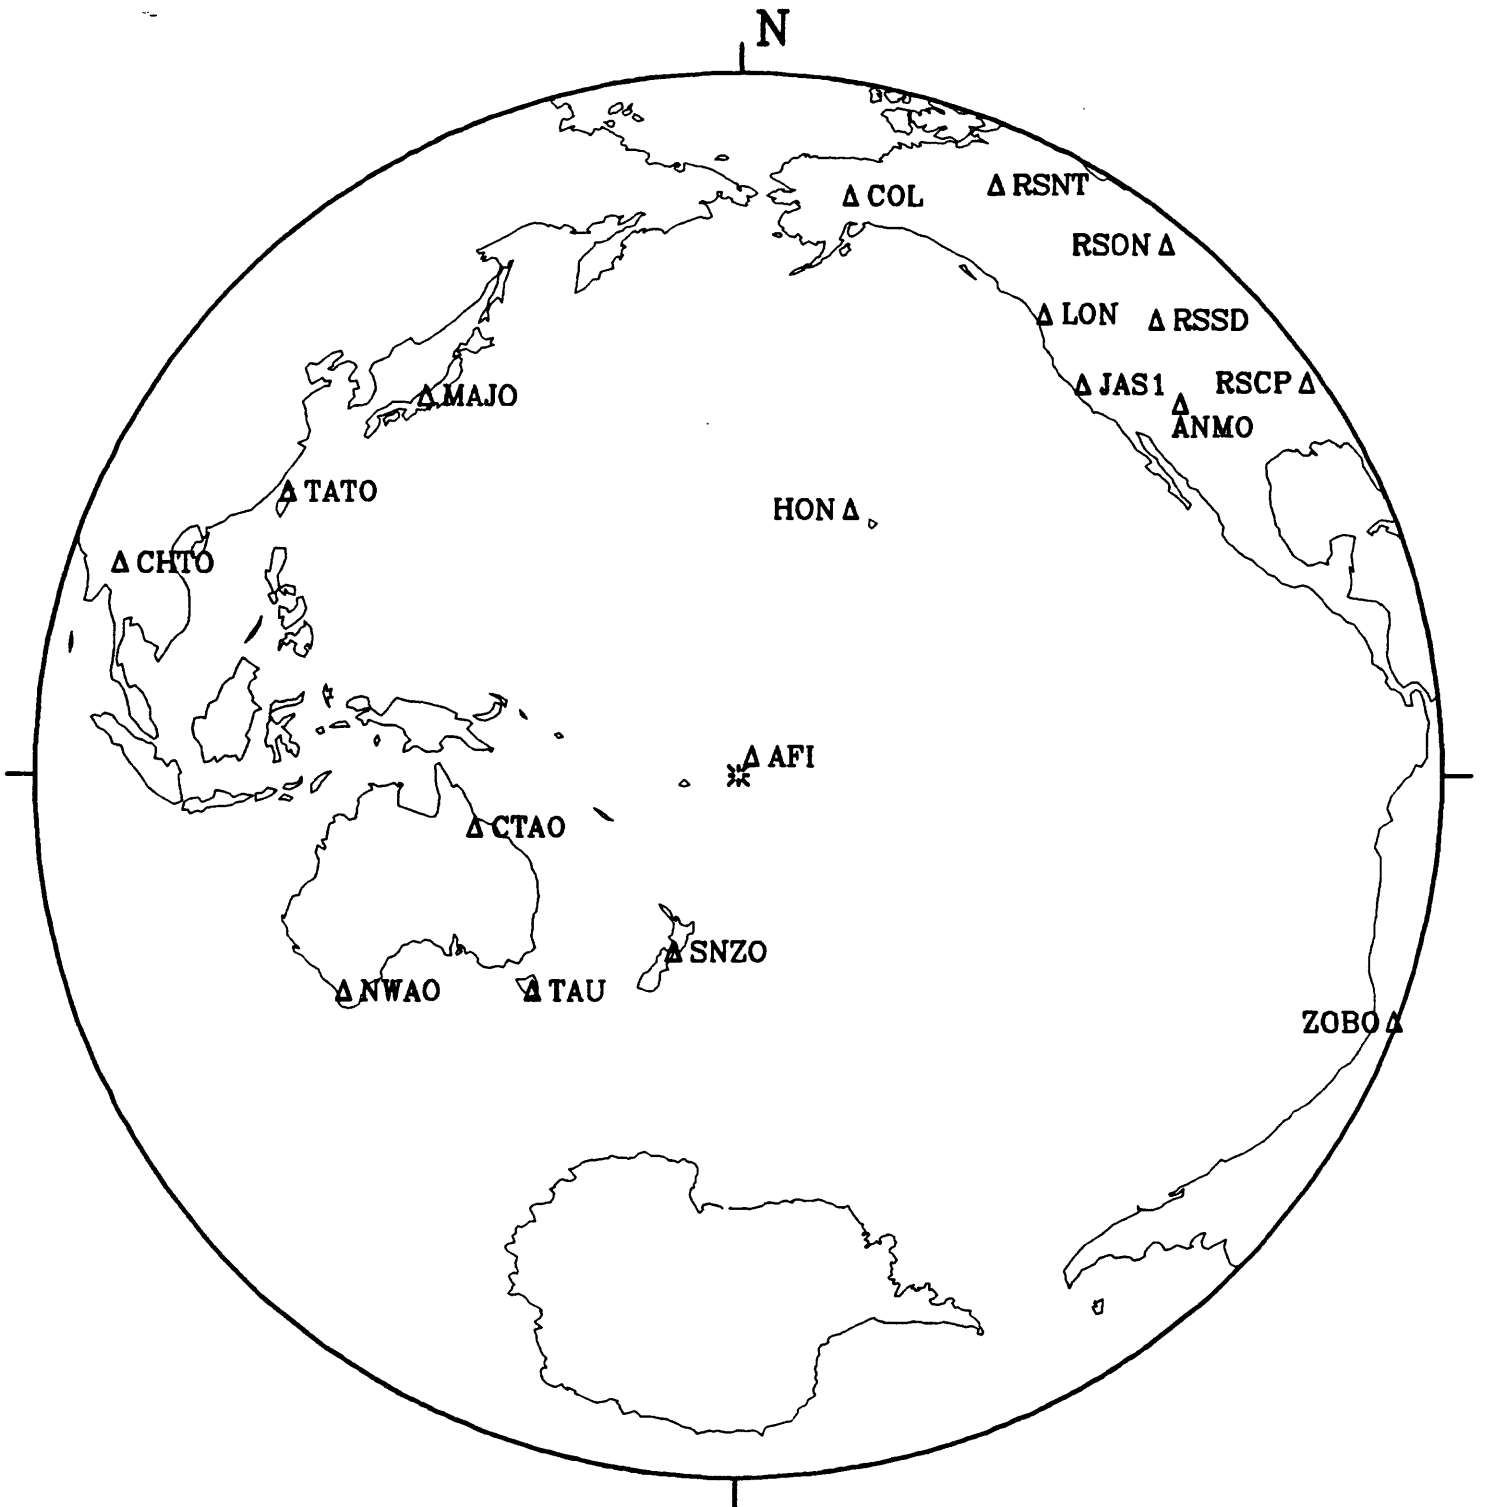 N
COL
RSNT
RSON
LON
RSSD
MAJO
JAS1
RSCP
ANMO
TATO
HON
CHTO
AFI
CTAO
SNZO
NWAO
TAU
ZOBO